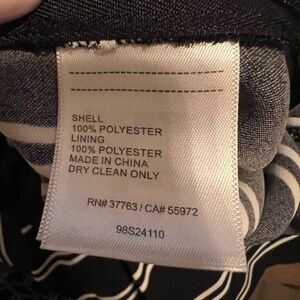 SHELL
100% POLYESTER
LINING
100% POLYESTER
MADE IN CHINA
DRY CLEAN ONLY
RN# 37763 / CA# 55972
98S24110